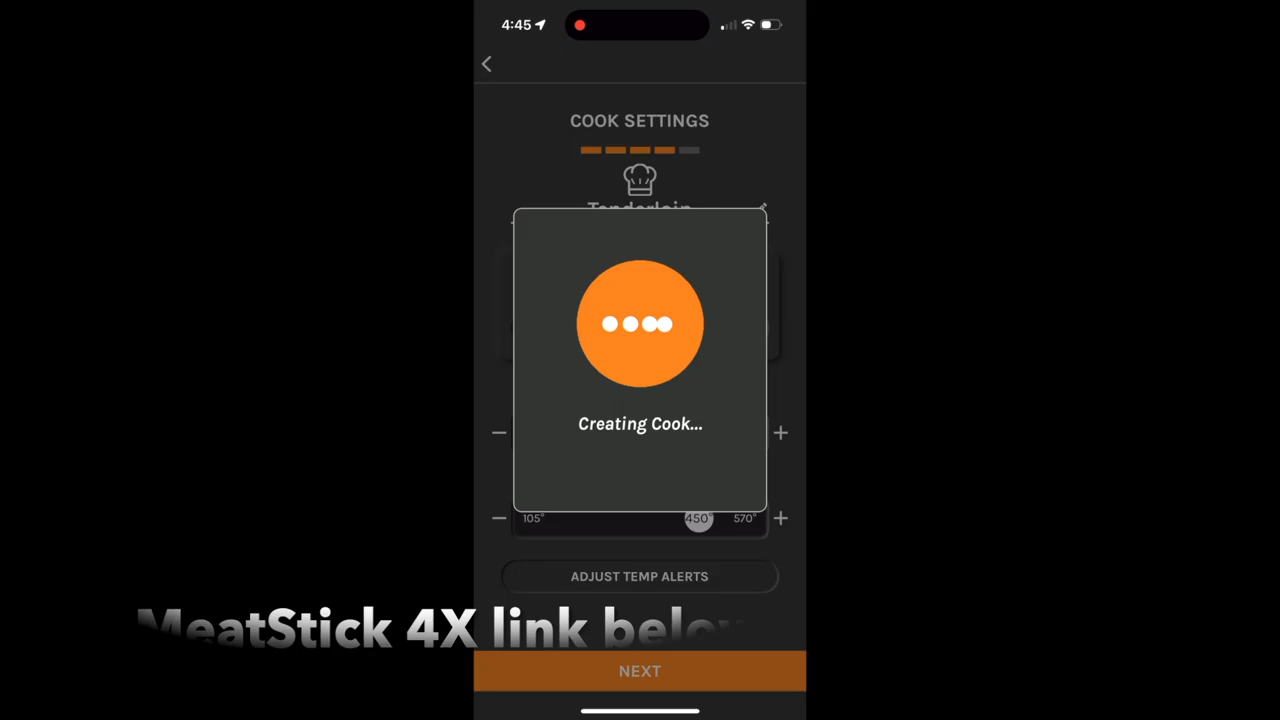 4:45
COOK SETTINGS
Tenderloin
Creating Cook...
105° 450° 570°
ADJUST TEMP ALERTS
MeatStick 4X link below
NEXT